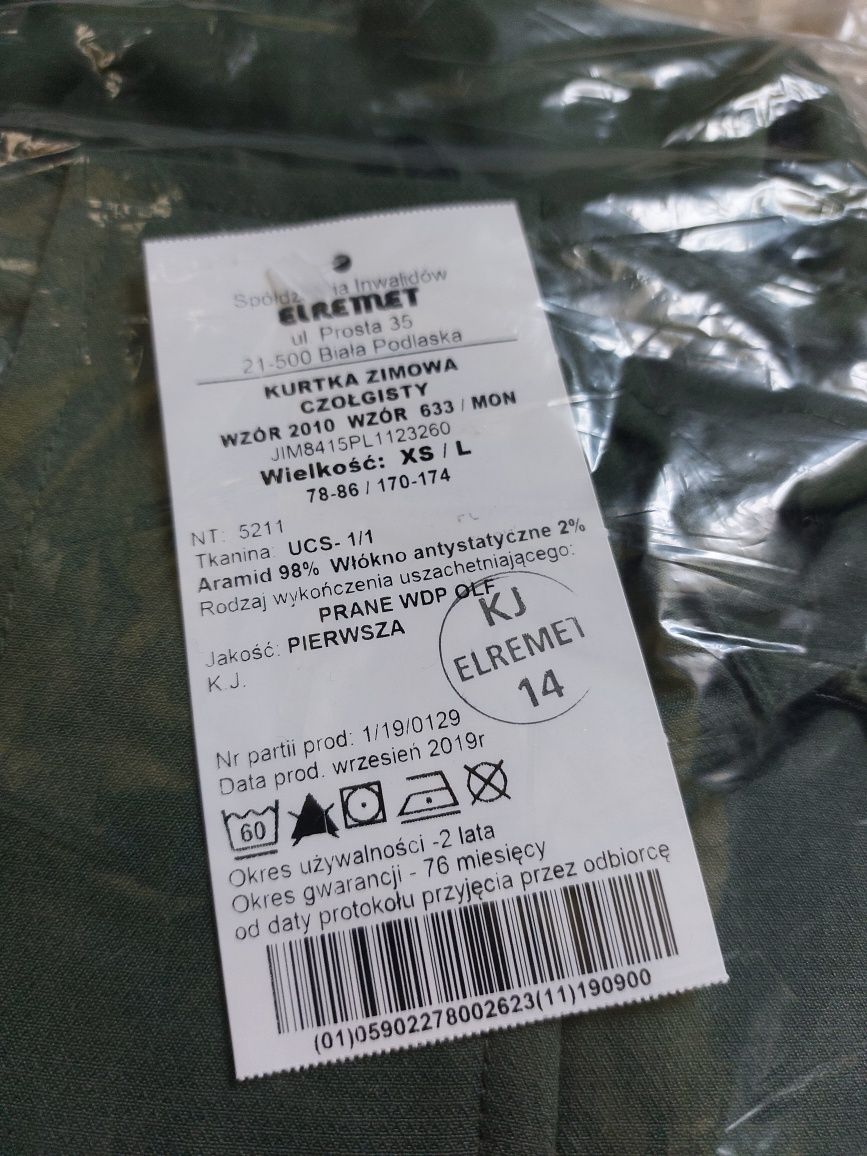 ia Inwalidów
ELREMET
ul Prosta 35
21-500 Biała Podlaska
KURTKA ZIMOWA
CZOŁGISTY
WZÓR 2010 WZÓR 633 / MON
JIM8415PL1123260
Wielkość: XS / L
78-86 / 170-174
NT: 5211
Tkanina: UCS- 1/1
Aramid 98% Włókno antystatyczne 2%
Rodzaj wykończenia uszachetniającego:
PRANE WDP OLF
Jakość: PIERWSZA
K.J.
KJ
ELREMET
14
Nr partii prod: 1/19/0129
Data prod. wrzesień 2019r
60
Okres używalności -2 lata
Okres gwarancji - 76 miesięcy
od daty protokołu przyjęcia przez odbiorcę
(01)05902278002623(11)190900